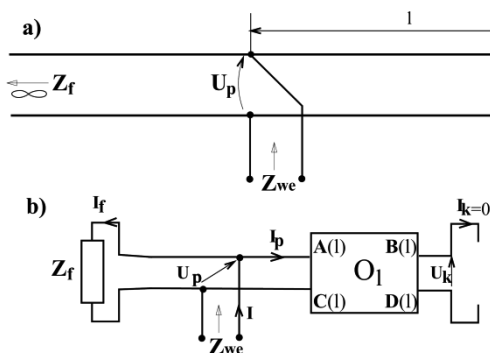 a)
l
Z_f
∞
U_p
Z_we
b)
I_f
I_p
I_k=0
A(l) B(l)
Z_f
U_p
O_l
U_k
I
C(l) D(l)
Z_we